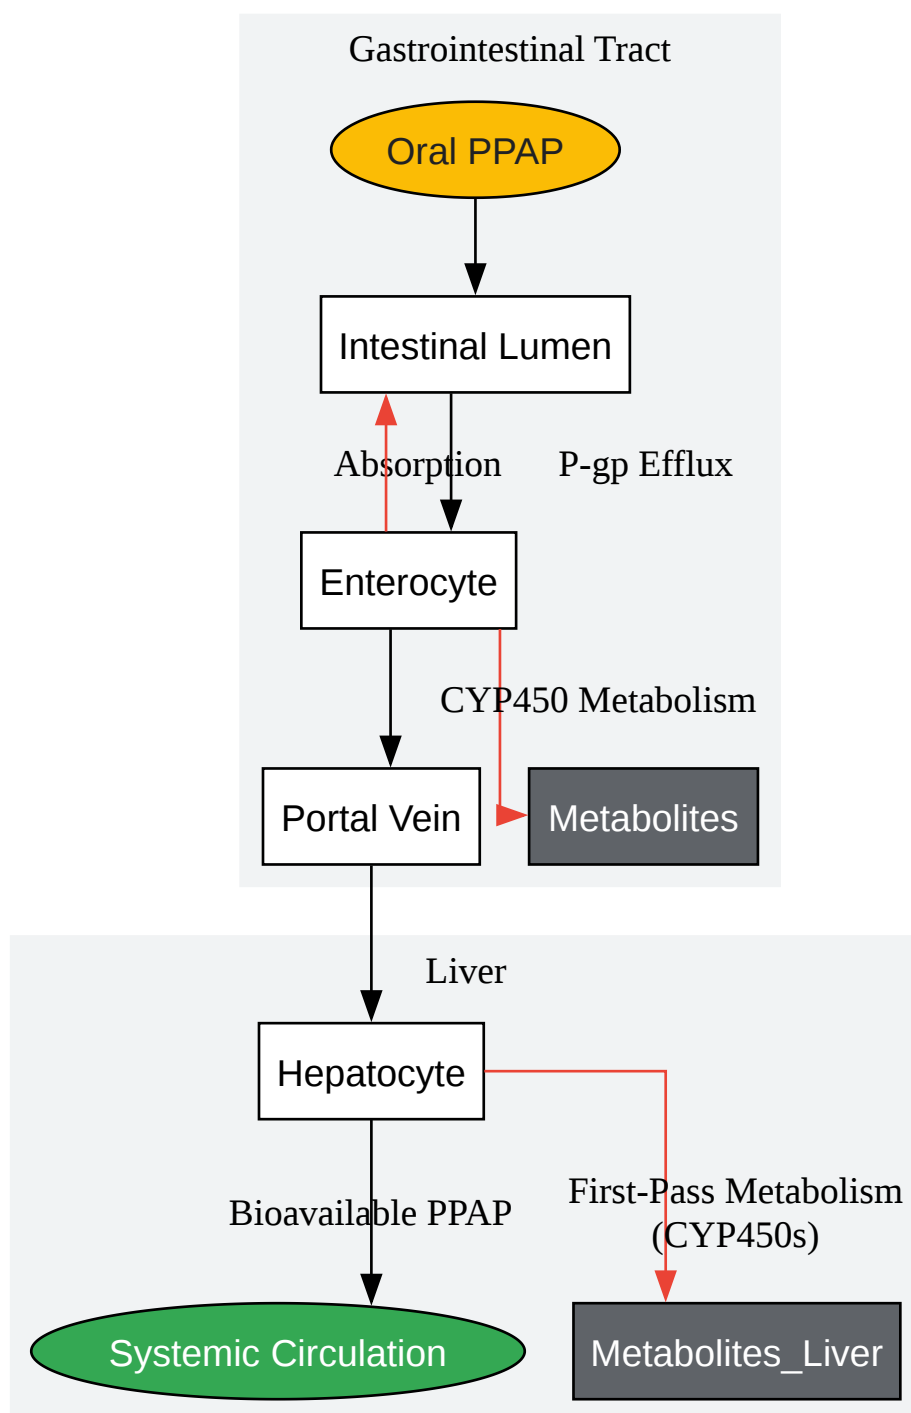 Gastrointestinal Tract
Oral PPAP
Intestinal Lumen
Absorption
P-gp Efflux
Enterocyte
CYP450 Metabolism
Portal Vein
Metabolites
Liver
Hepatocyte
Bioavailable PPAP
First-Pass Metabolism
(CYP450s)
Systemic Circulation
Metabolites_Liver